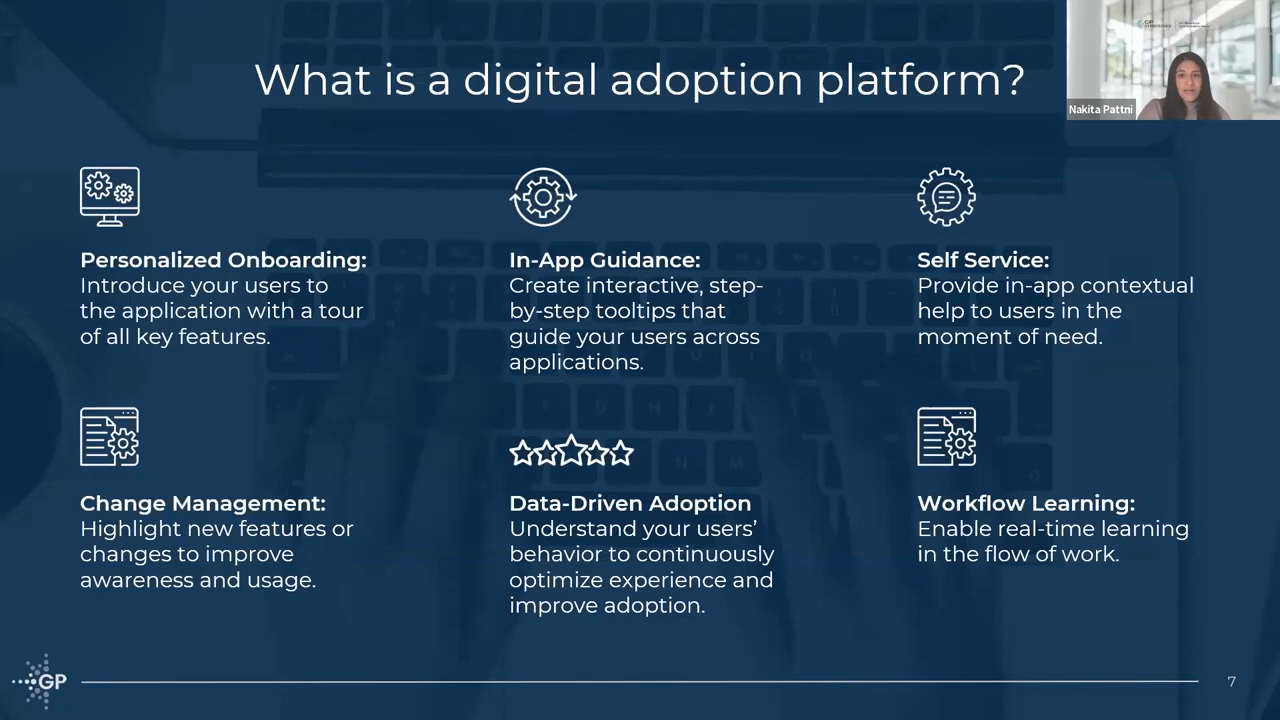 What is a digital adoption platform?
Nakita Pattni
Personalized Onboarding:
Introduce your users to
the application with a tour
of all key features.
In-App Guidance:
Create interactive, step-
by-step tooltips that
guide your users across
applications.
Self Service:
Provide in-app contextual
help to users in the
moment of need.
Change Management:
Highlight new features or
changes to improve
awareness and usage.
Data-Driven Adoption
Understand your users’
behavior to continuously
optimize experience and
improve adoption.
Workflow Learning:
Enable real-time learning
in the flow of work.
GP
7